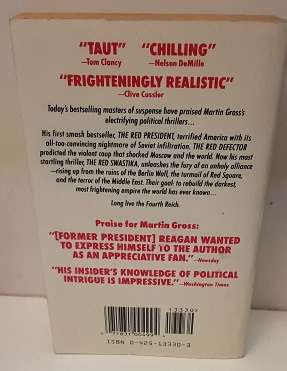 "TAUT" "CHILLING"
—Tom Clancy —Nelson DeMille
"FRIGHTENINGLY REALISTIC"
—Clive Cussler
Today's bestselling masters of suspense have praised Martin Gross's
electrifying political thrillers...
His first smash bestseller, THE RED PRESIDENT, terrified America with its
all-too-convincing nightmare of Soviet infiltration. THE RED DEFECTOR
predicted the violent coup that shocked Moscow and the world. Now his most
startling thriller, THE RED SWASTIKA, unleashes the fury of an unholy alliance
—rising up from the ruins of the Berlin Wall, the turmoil of Red Square,
and the terror of the Middle East. Their goal: to rebuild the darkest,
most frightening empire the world has ever known...
Long live the Fourth Reich.
Praise for Martin Gross:
"[FORMER PRESIDENT] REAGAN WANTED
TO EXPRESS HIMSELF TO THE AUTHOR
AS AN APPRECIATIVE FAN."—Newsday
"HIS INSIDER'S KNOWLEDGE OF POLITICAL
INTRIGUE IS IMPRESSIVE."—Washington Times
13330
ISBN 0-425-13330-3